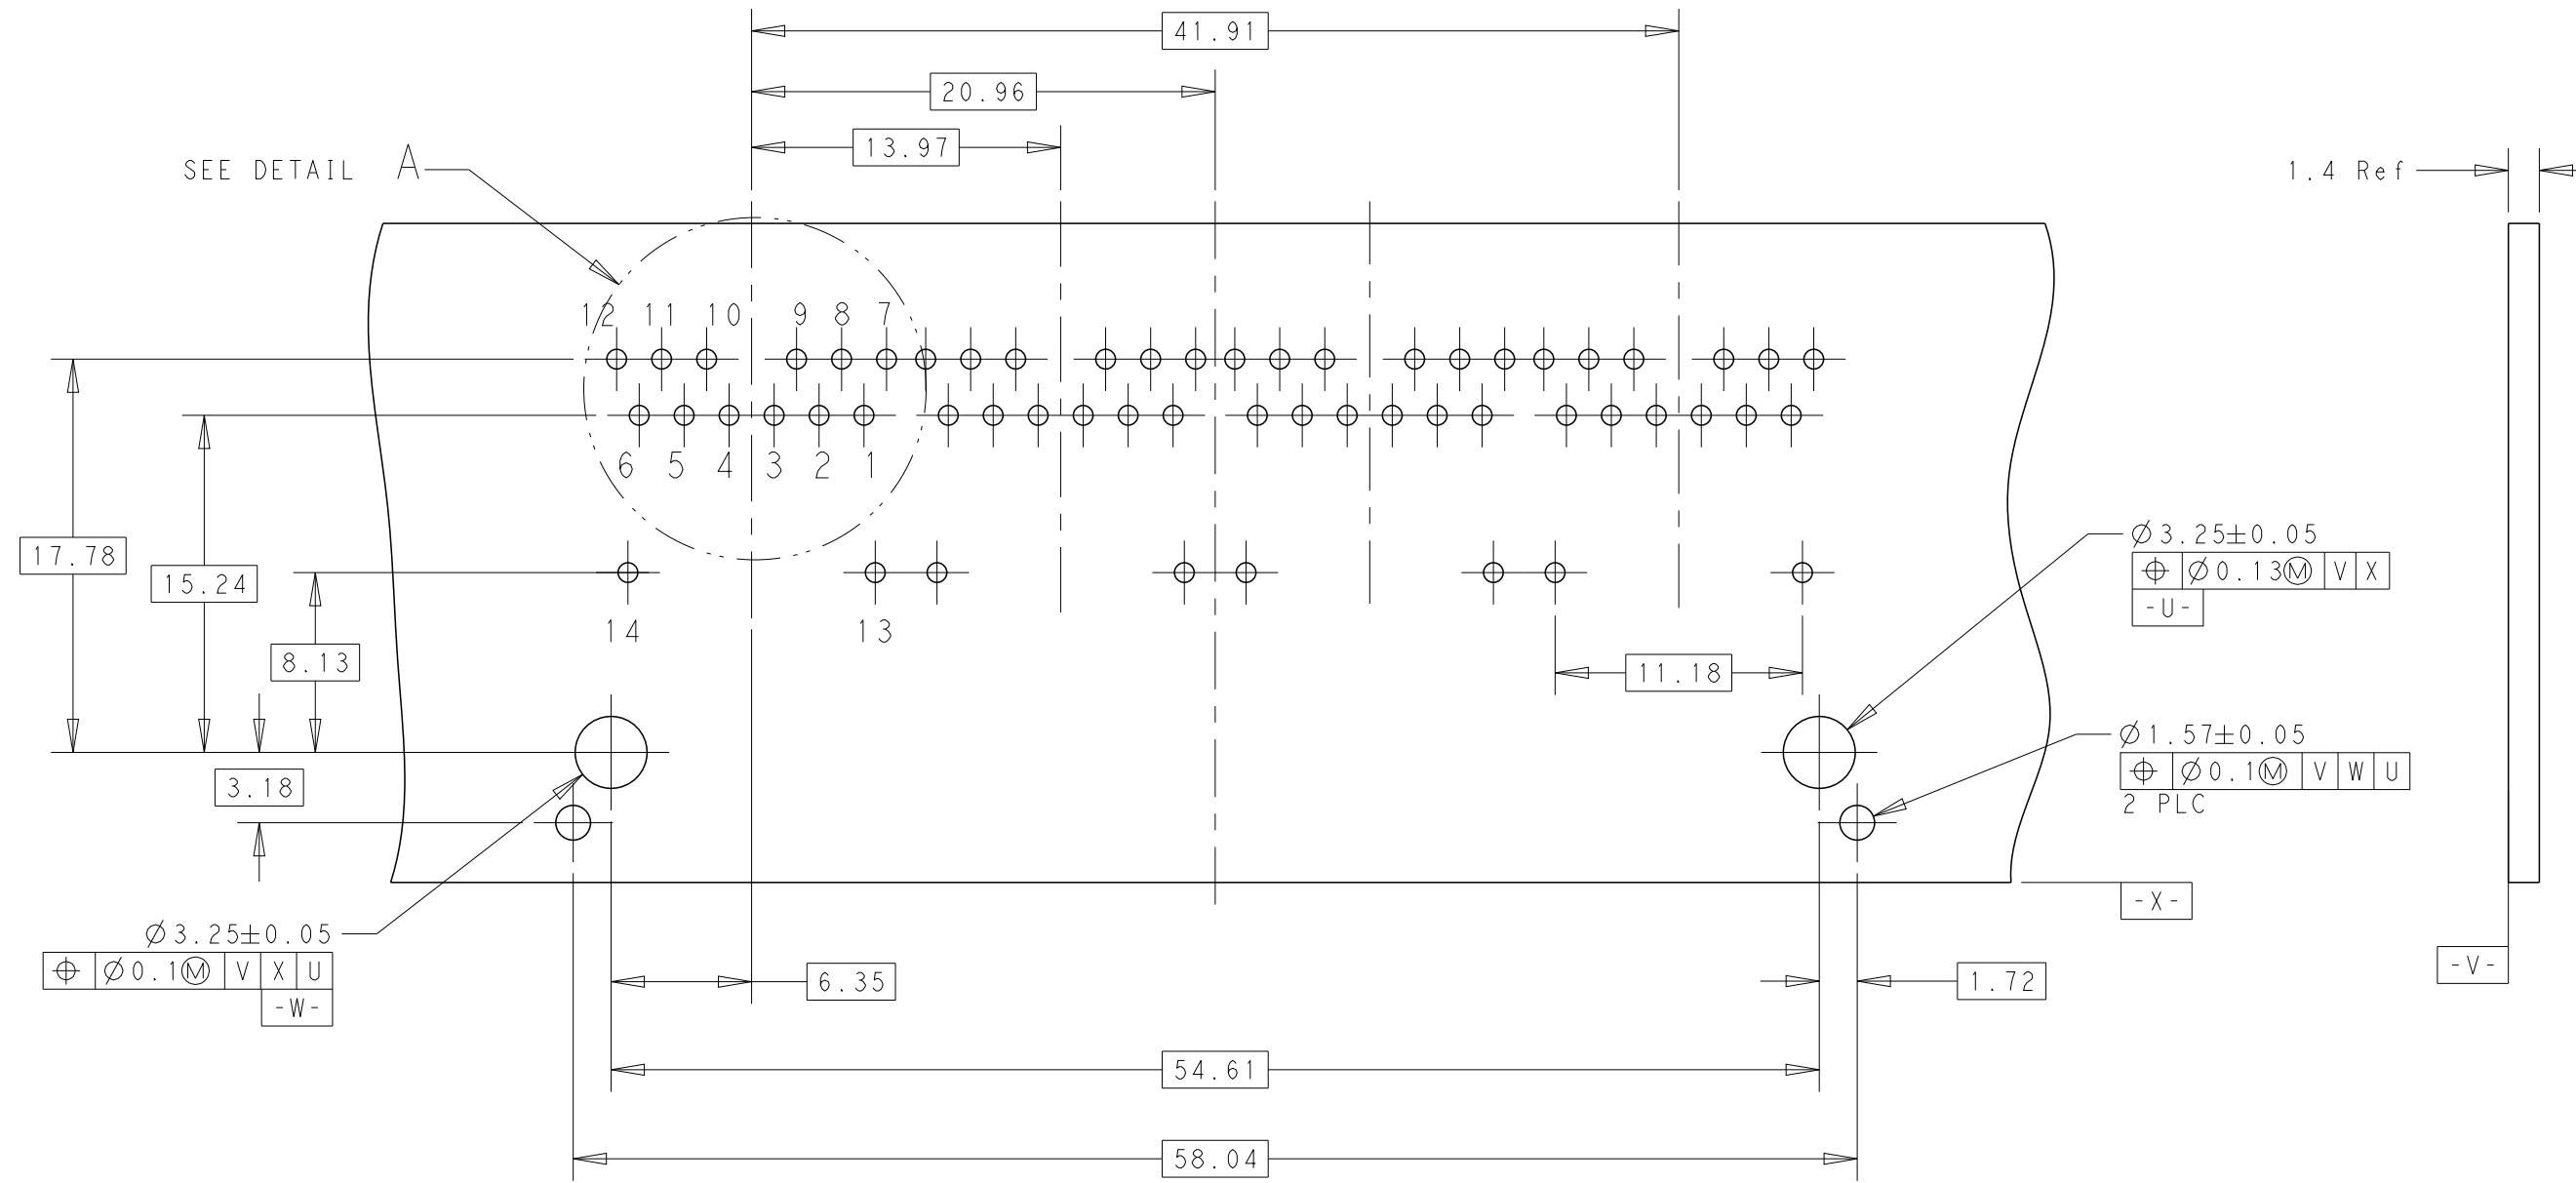 41.91
20.96
13.97
SEE DETAIL A
1.4 Ref
12 11 10 9 8 7
6 5 4 3 2 1
17.78
15.24
8.13
3.18
14 13
11.18
Ø3.25±0.05
⌖ Ø0.13Ⓜ V X
-U-
Ø1.57±0.05
⌖ Ø0.1Ⓜ V W U
2 PLC
-X-
-V-
Ø3.25±0.05
⌖ Ø0.1Ⓜ V X U
-W-
6.35
1.72
54.61
58.04